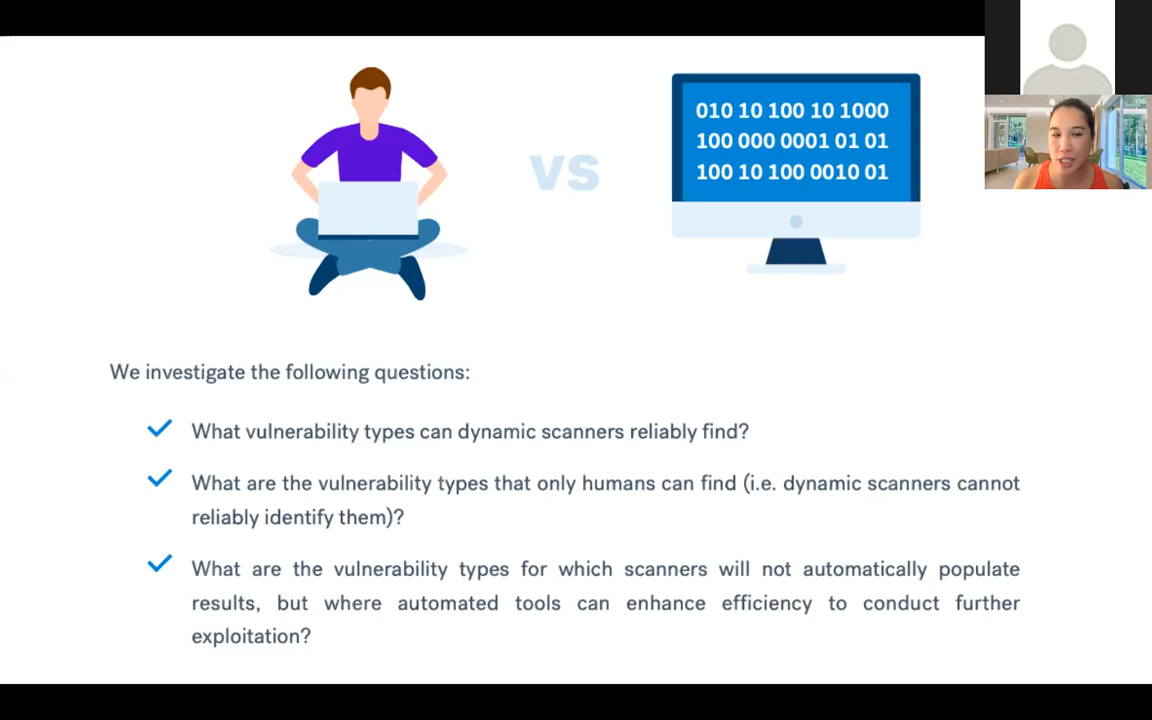 VS
010 10 100 10 1000
100 000 0001 01 01
100 10 100 0010 01
We investigate the following questions:
What vulnerability types can dynamic scanners reliably find?
What are the vulnerability types that only humans can find (i.e. dynamic scanners cannot
reliably identify them)?
What are the vulnerability types for which scanners will not automatically populate
results, but where automated tools can enhance efficiency to conduct further
exploitation?